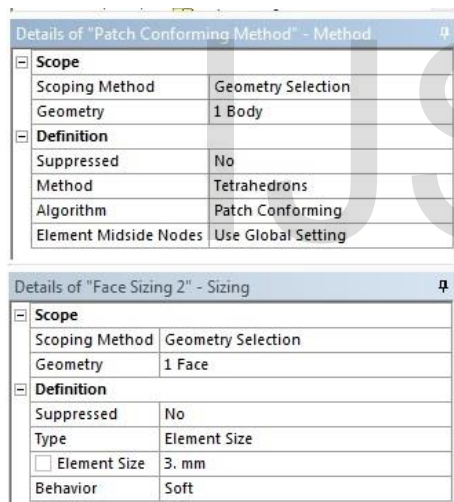 Details of "Patch Conforming Method" - Method
Scope
Scoping Method Geometry Selection
Geometry 1 Body
Definition
Suppressed No
Method Tetrahedrons
Algorithm Patch Conforming
Element Midside Nodes Use Global Setting
Details of "Face Sizing 2" - Sizing
Scope
Scoping Method Geometry Selection
Geometry 1 Face
Definition
Suppressed No
Type Element Size
Element Size 3. mm
Behavior Soft